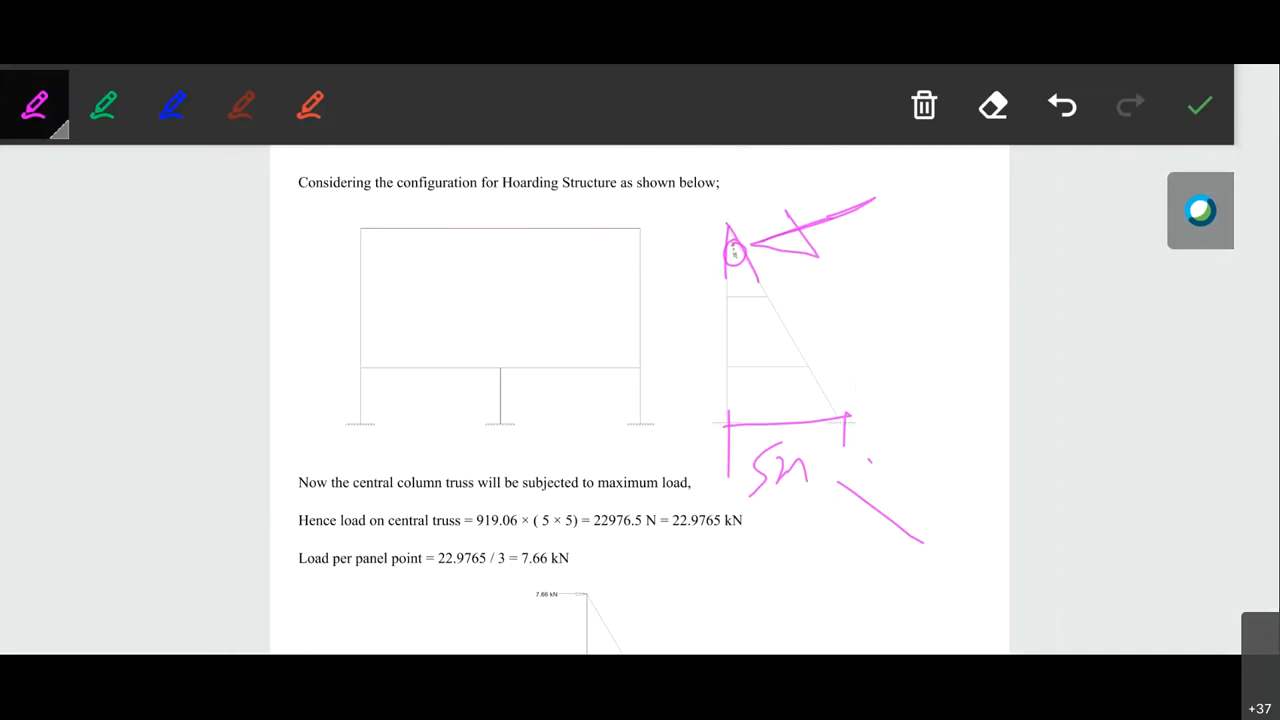 Considering the configuration for Hoarding Structure as shown below;
5m
Now the central column truss will be subjected to maximum load,
Hence load on central truss = 919.06 × ( 5 × 5) = 22976.5 N = 22.9765 kN
Load per panel point = 22.9765 / 3 = 7.66 kN
7.66 kN
+37